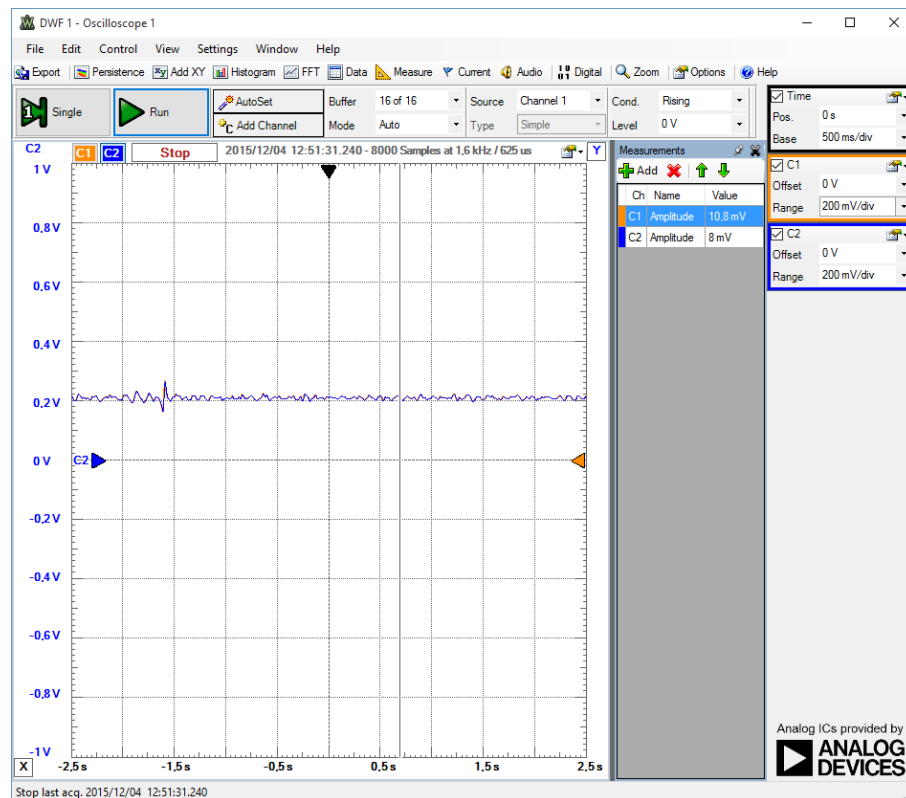 DWF 1 - Oscilloscope 1
File Edit Control View Settings Window Help
Export Persistence Add XY Histogram FFT Data Measure Current Audio Digital Zoom Options Help
Single Run AutoSet Buffer 16 of 16 Source Channel 1 Cond. Rising
Add Channel Mode Auto Type Simple Level 0 V
Time
Pos. 0 s
Base 500 ms/div
C1
Offset 0 V
Range 200 mV/div
C2
Offset 0 V
Range 200 mV/div
C2 C1 C2 Stop 2015/12/04 12:51:31.240 - 8000 Samples at 1,6 kHz / 625 us Y
1 V
0,8 V
0,6 V
0,4 V
0,2 V
0 V C2
-0,2 V
-0,4 V
-0,6 V
-0,8 V
-1 V
X -2,5 s -1,5 s -0,5 s 0,5 s 1,5 s 2,5 s
Measurements
Add
Ch Name Value
C1 Amplitude 10,8 mV
C2 Amplitude 8 mV
Analog ICs provided by
ANALOG
DEVICES
Stop last acq. 2015/12/04 12:51:31.240